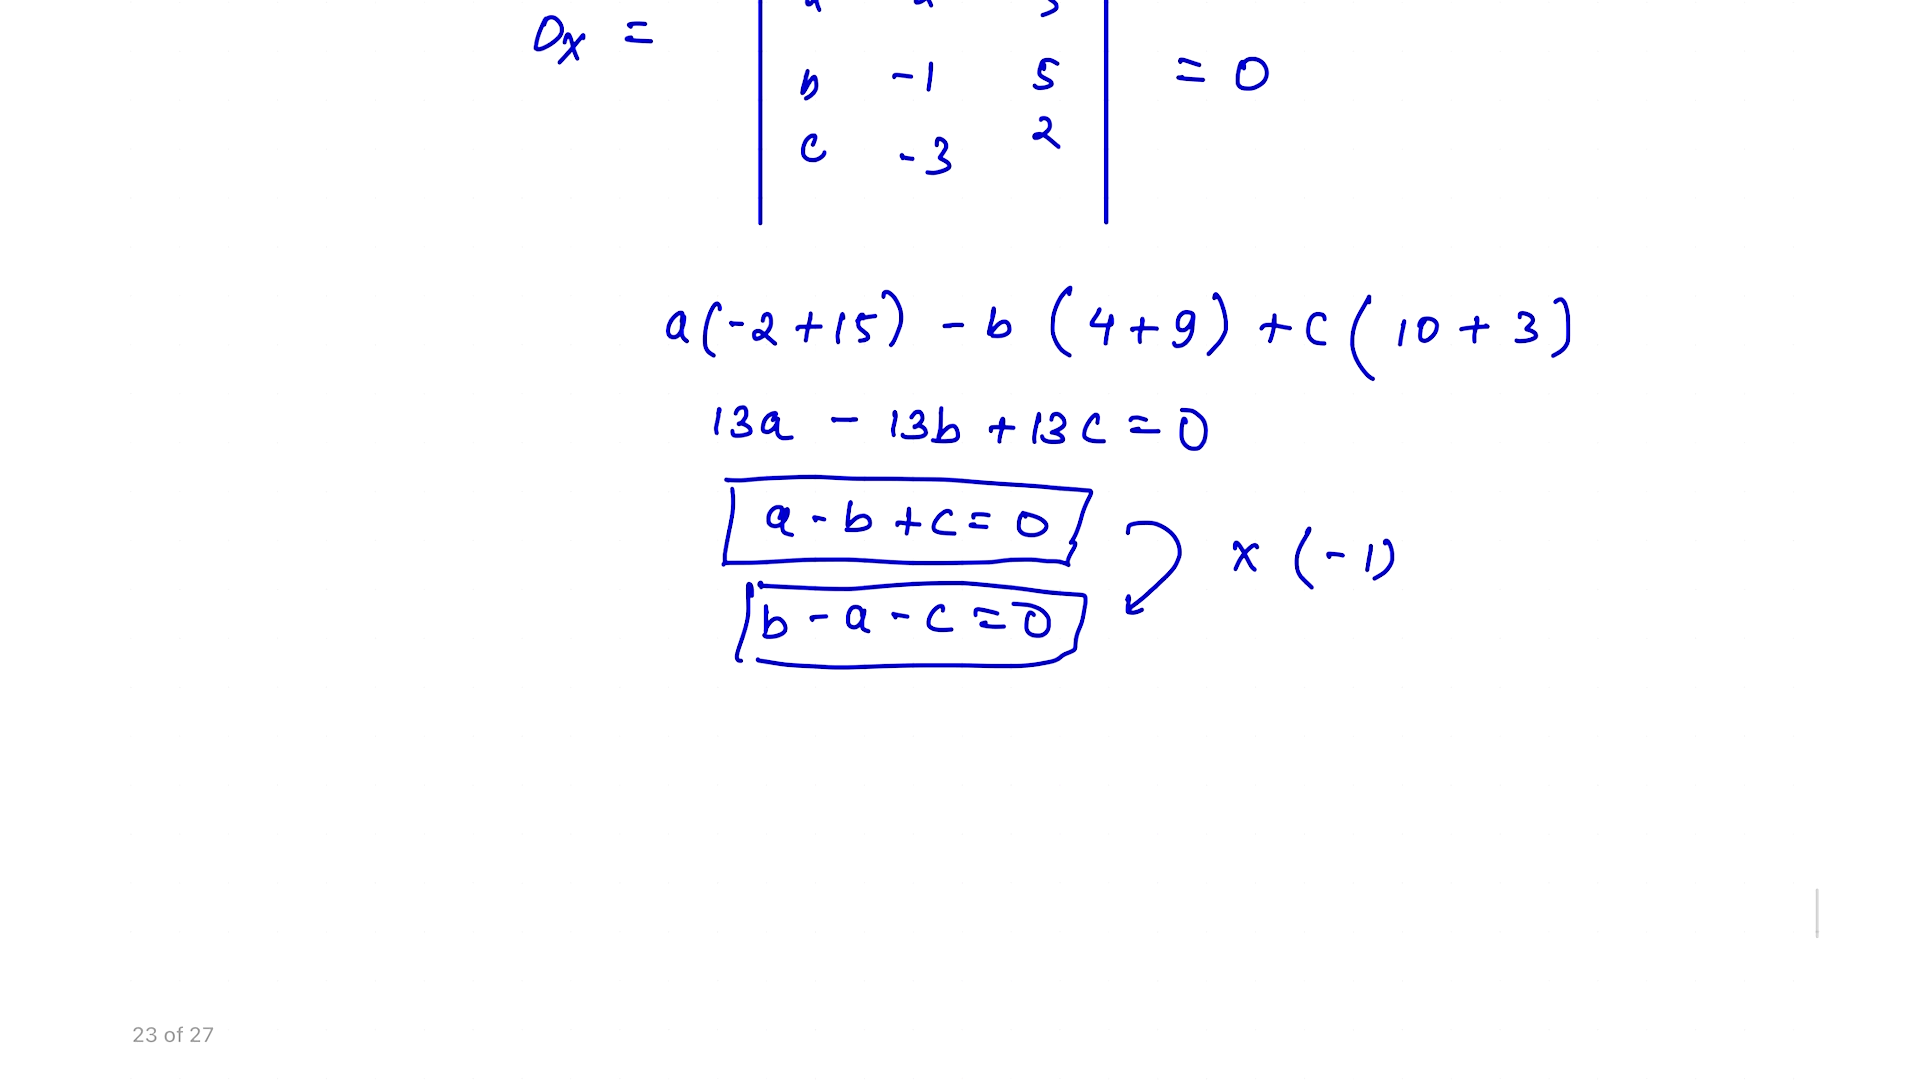 Dx =
b -1 5 = 0
c -3 2
a(-2+15) - b (4+9) +c(10+3)
13a - 13b +13c = 0
a - b + c = 0
x (-1)
b - a - c = 0
23 of 27